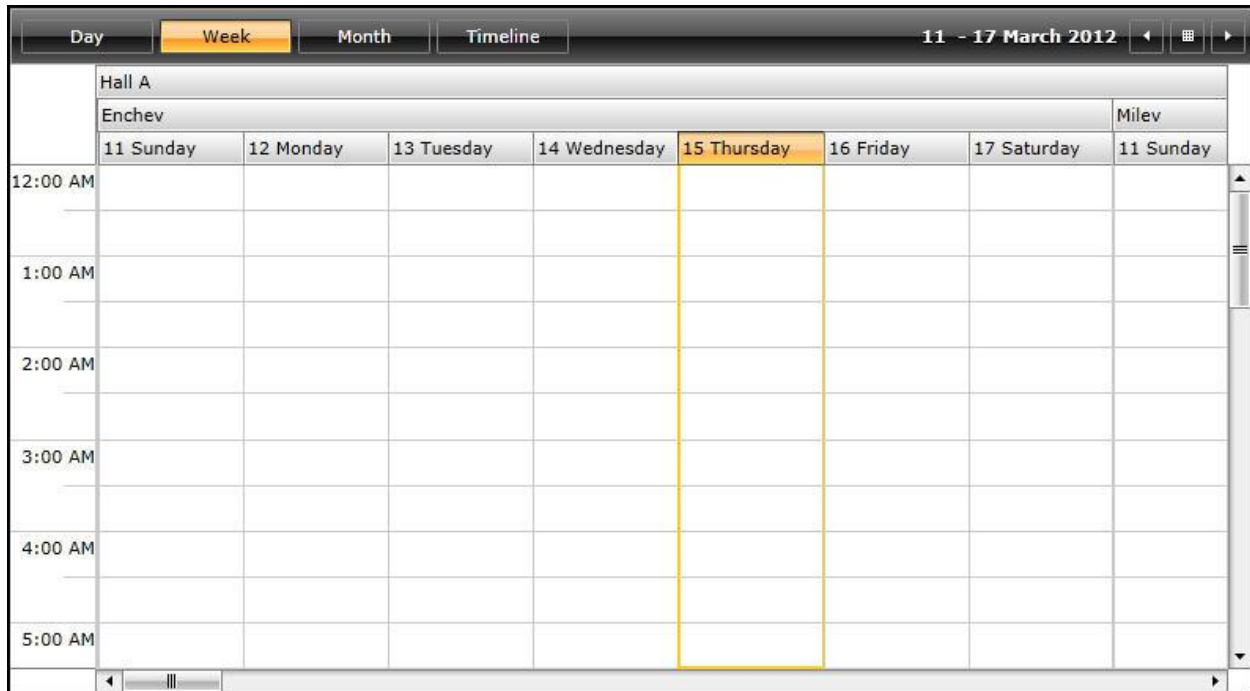 Day Week Month Timeline 11 - 17 March 2012
Hall A
Enchev Milev
11 Sunday 12 Monday 13 Tuesday 14 Wednesday 15 Thursday 16 Friday 17 Saturday 11 Sunday
12:00 AM
1:00 AM
2:00 AM
3:00 AM
4:00 AM
5:00 AM